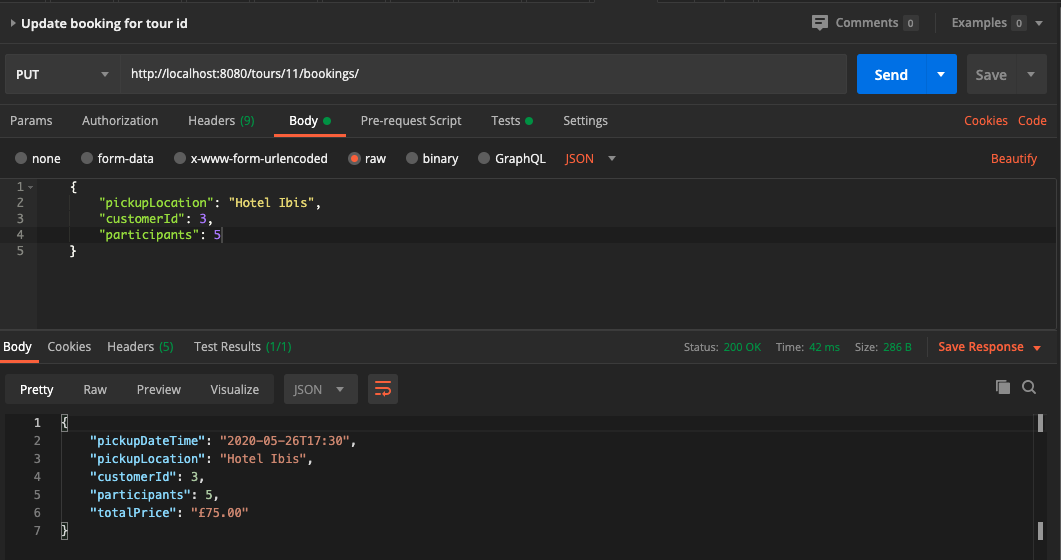 Update booking for tour id
Comments 0 Examples 0
PUT http://localhost:8080/tours/11/bookings/ Send Save
Params Authorization Headers (9) Body Pre-request Script Tests Settings Cookies Code
none form-data x-www-form-urlencoded raw binary GraphQL JSON Beautify
1 {
2 "pickupLocation": "Hotel Ibis",
3 "customerId": 3,
4 "participants": 5
5 }
Body Cookies Headers (5) Test Results (1/1) Status: 200 OK Time: 42 ms Size: 286 B Save Response
Pretty Raw Preview Visualize JSON
1 {
2 "pickupDateTime": "2020-05-26T17:30",
3 "pickupLocation": "Hotel Ibis",
4 "customerId": 3,
5 "participants": 5,
6 "totalPrice": "£75.00"
7 }